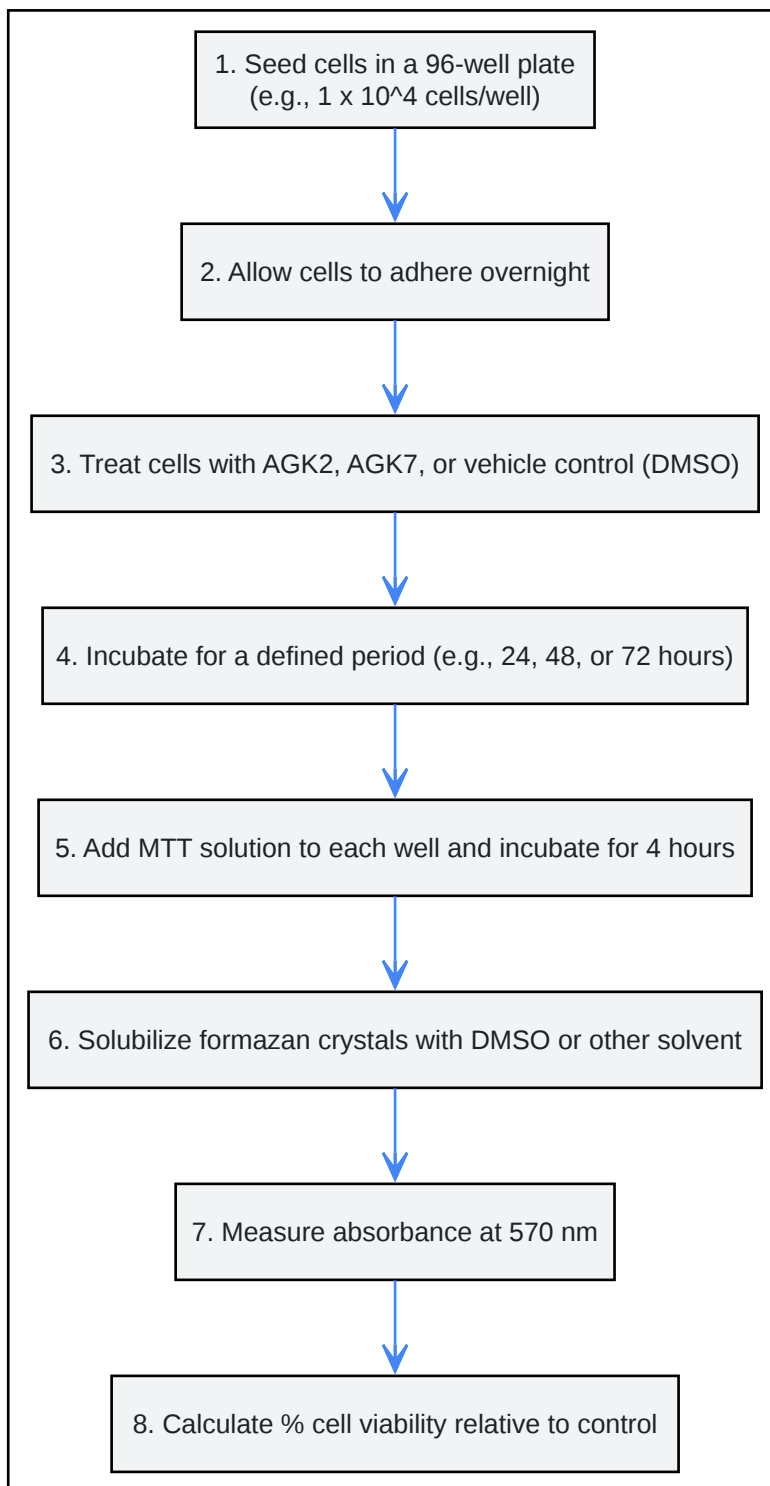 1. Seed cells in a 96-well plate
(e.g., 1 x 10^4 cells/well)
2. Allow cells to adhere overnight
3. Treat cells with AGK2, AGK7, or vehicle control (DMSO)
4. Incubate for a defined period (e.g., 24, 48, or 72 hours)
5. Add MTT solution to each well and incubate for 4 hours
6. Solubilize formazan crystals with DMSO or other solvent
7. Measure absorbance at 570 nm
8. Calculate % cell viability relative to control